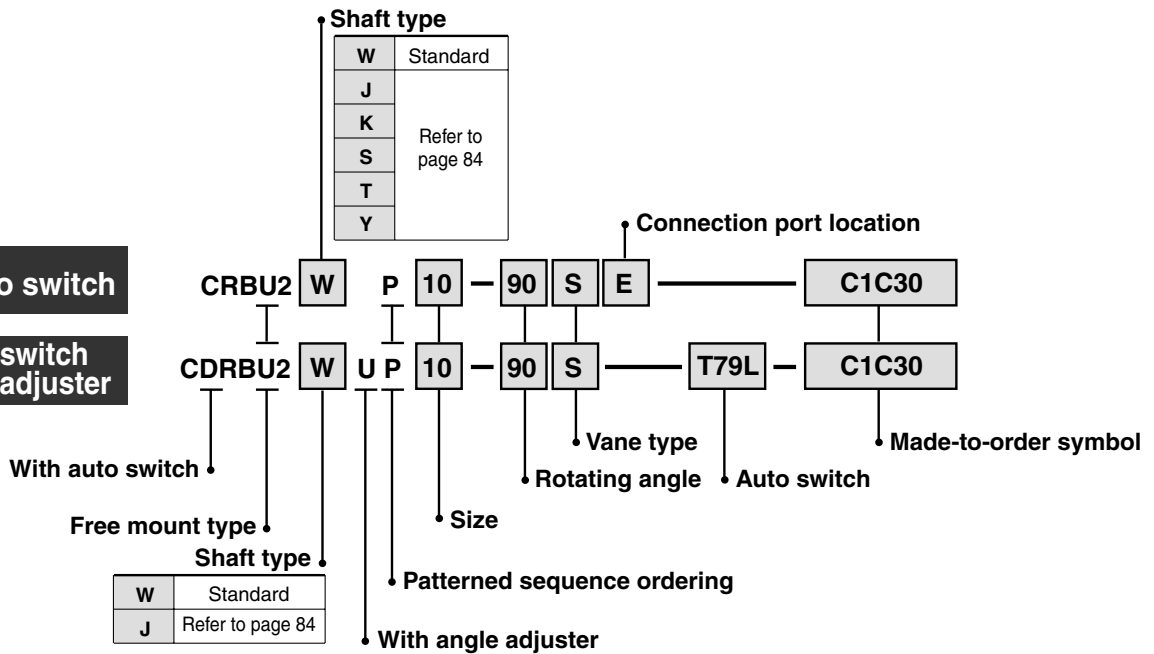 Shaft type
W Standard
J
K
S
T
Y
Refer to
page 84
Connection port location
o switch
CRBU2 W P 10 — 90 S E — C1C30
switch
adjuster
CDRBU2 W U P 10 — 90 S — T79L — C1C30
Vane type
Made-to-order symbol
With auto switch
Rotating angle
Auto switch
Free mount type
Size
Shaft type
W Standard
J Refer to page 84
Patterned sequence ordering
With angle adjuster